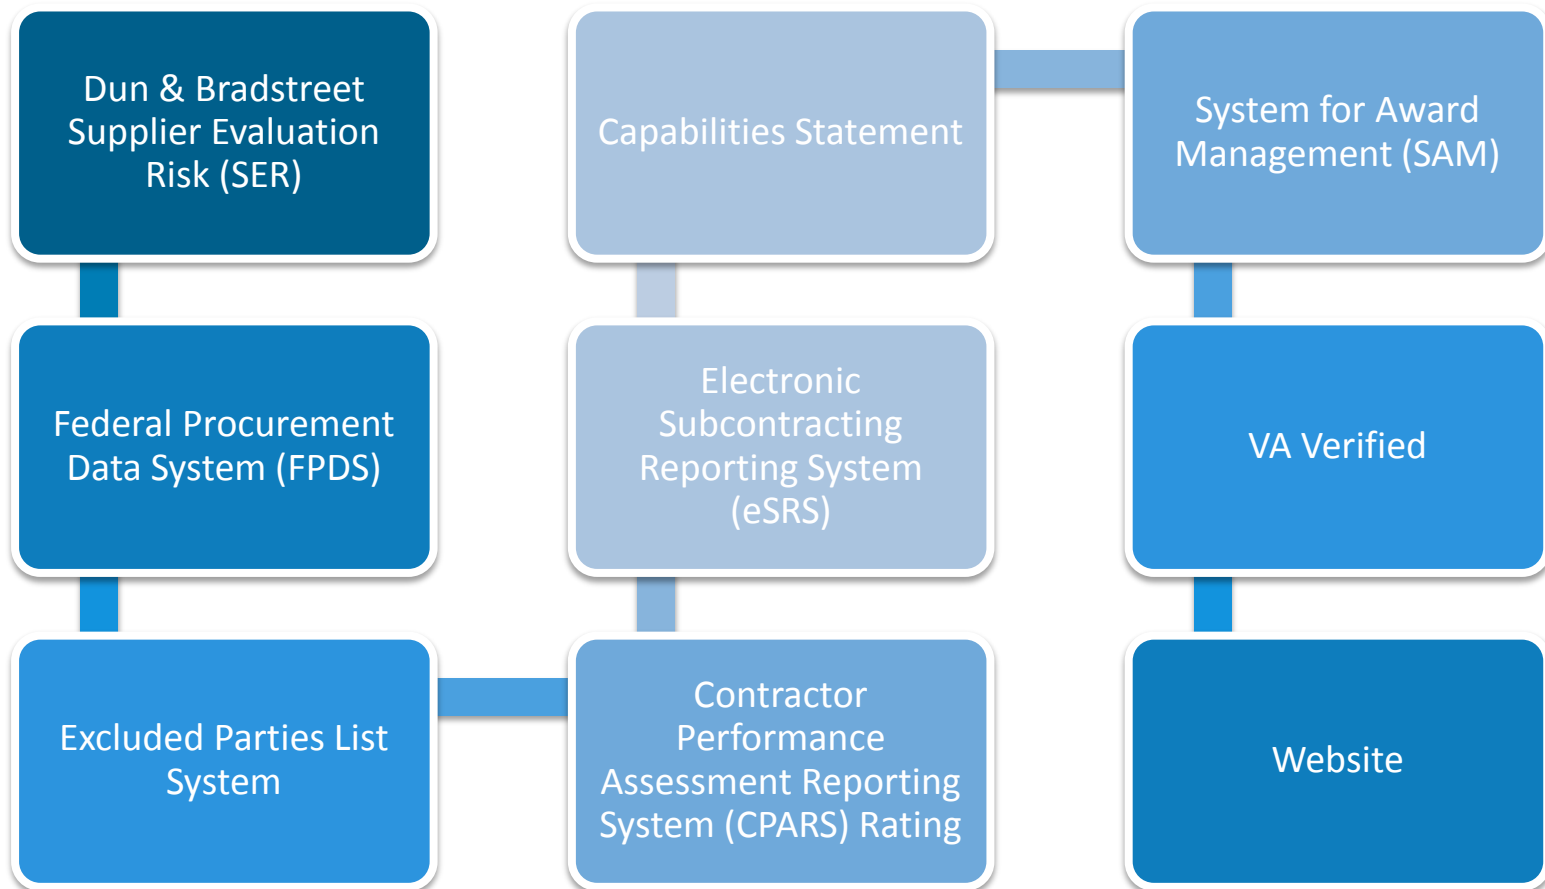 Dun & Bradstreet
Supplier Evaluation
Risk (SER)
Federal Procurement
Data System (FPDS)
Excluded Parties List
System
Contractor
Performance
Assessment Reporting
System (CPARS) Rating
Electronic
Subcontracting
Reporting System
(eSRS)
Capabilities Statement
System for Award
Management (SAM)
VA Verified
Website